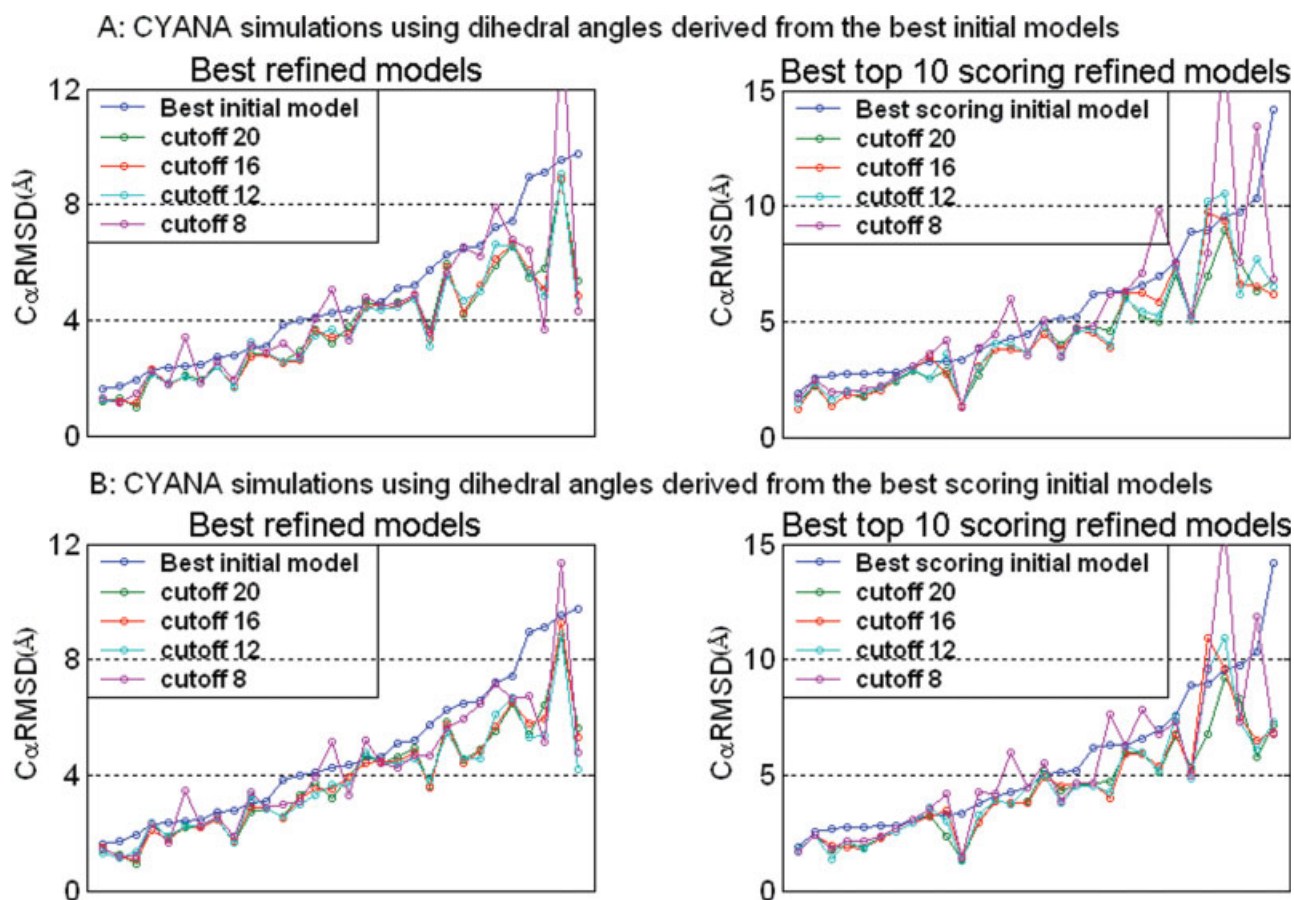 A: CYANA simulations using dihedral angles derived from the best initial models
Best refined models
12
8
4
0
CαRMSD(Å)
Best initial model
cutoff 20
cutoff 16
cutoff 12
cutoff 8
Best top 10 scoring refined models
15
10
5
0
CαRMSD(Å)
Best scoring initial model
cutoff 20
cutoff 16
cutoff 12
cutoff 8
B: CYANA simulations using dihedral angles derived from the best scoring initial models
Best refined models
12
8
4
0
CαRMSD(Å)
Best initial model
cutoff 20
cutoff 16
cutoff 12
cutoff 8
Best top 10 scoring refined models
15
10
5
0
CαRMSD(Å)
Best scoring initial model
cutoff 20
cutoff 16
cutoff 12
cutoff 8